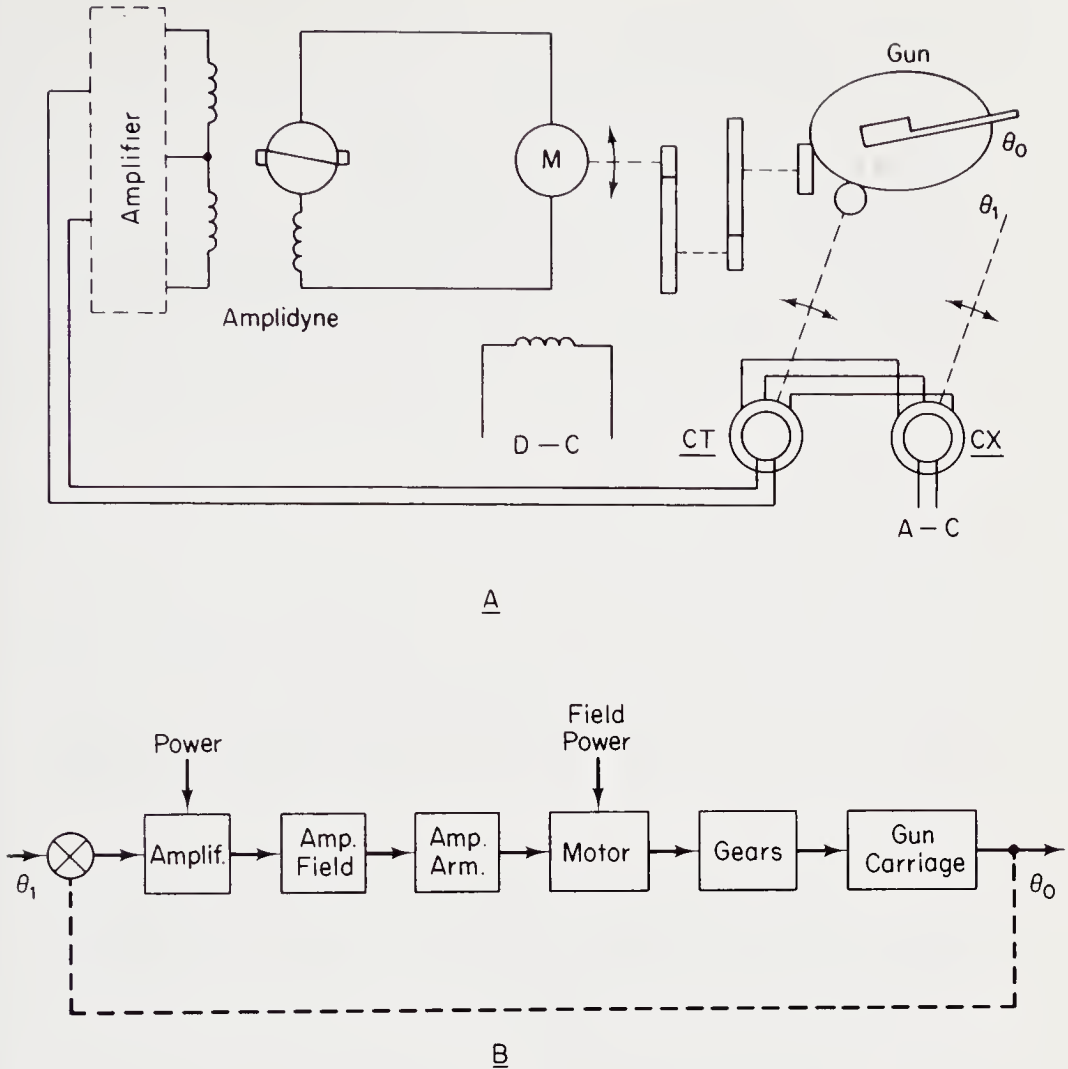 Gun
Amplifier
M
θ₀
θ₁
Amplidyne
D – C
CT
CX
A – C
A
Power
Field
Power
θ₁
Amplif.
Amp.
Field
Amp.
Arm.
Motor
Gears
Gun
Carriage
θ₀
B